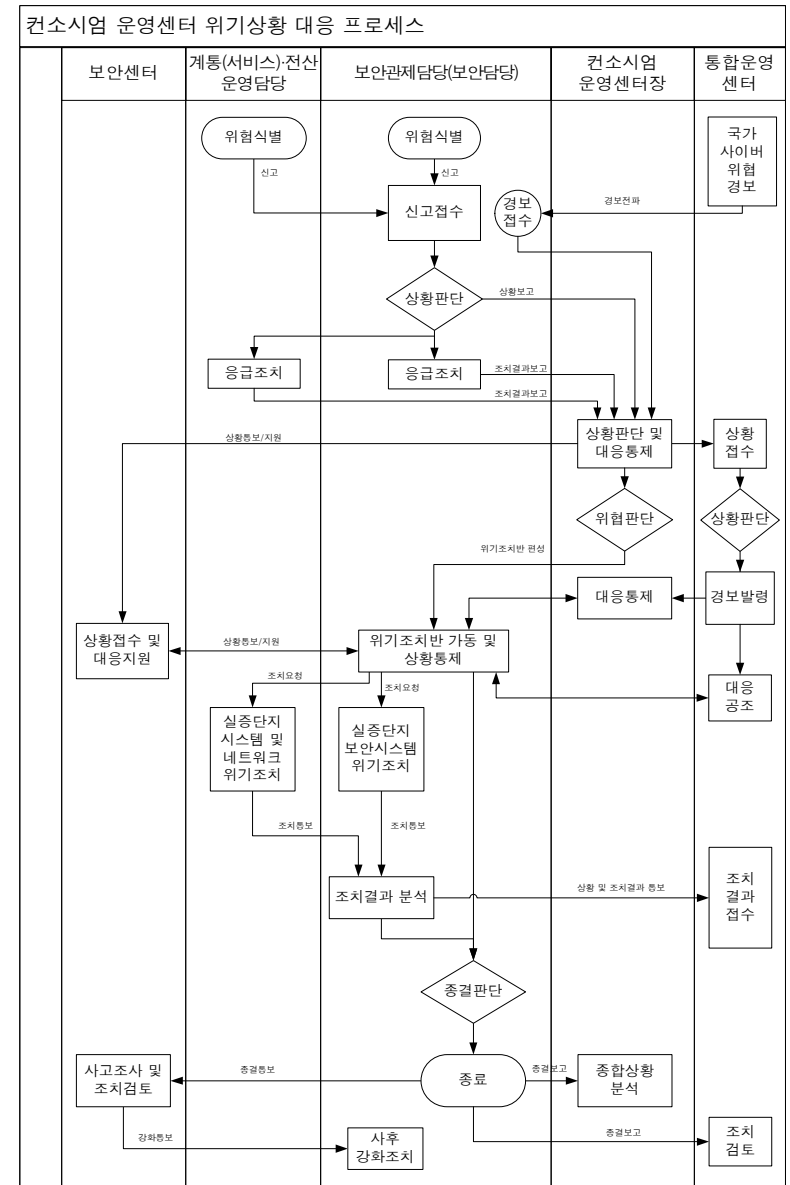 컨소시엄 운영센터 위기상황 대응 프로세스
보안센터
계통(서비스)·전산
운영담당
보안관제담당(보안담당)
컨소시엄
운영센터장
통합운영
센터
위험식별
위험식별
국가
사이버
위협
경보
신고
신고
신고접수
경보
접수
경보전파
상황판단
상황보고
응급조치
응급조치
조치결과보고
조치결과보고
상황통보/지원
상황판단 및
대응통제
상황
접수
위협판단
상황판단
위기조치반 편성
대응통제
경보발령
상황접수 및
대응지원
상황통보/지원
위기조치반 가동 및
상황통제
조치요청
조치요청
대응
공조
실증단지
시스템 및
네트워크
위기조치
실증단지
보안시스템
위기조치
조치통보
조치통보
조치결과 분석
상황 및 조치결과 통보
조치
결과
접수
종결판단
사고조사 및
조치검토
종결통보
종료
종결보고
종합상황
분석
강화통보
사후
강화조치
종결보고
조치
검토